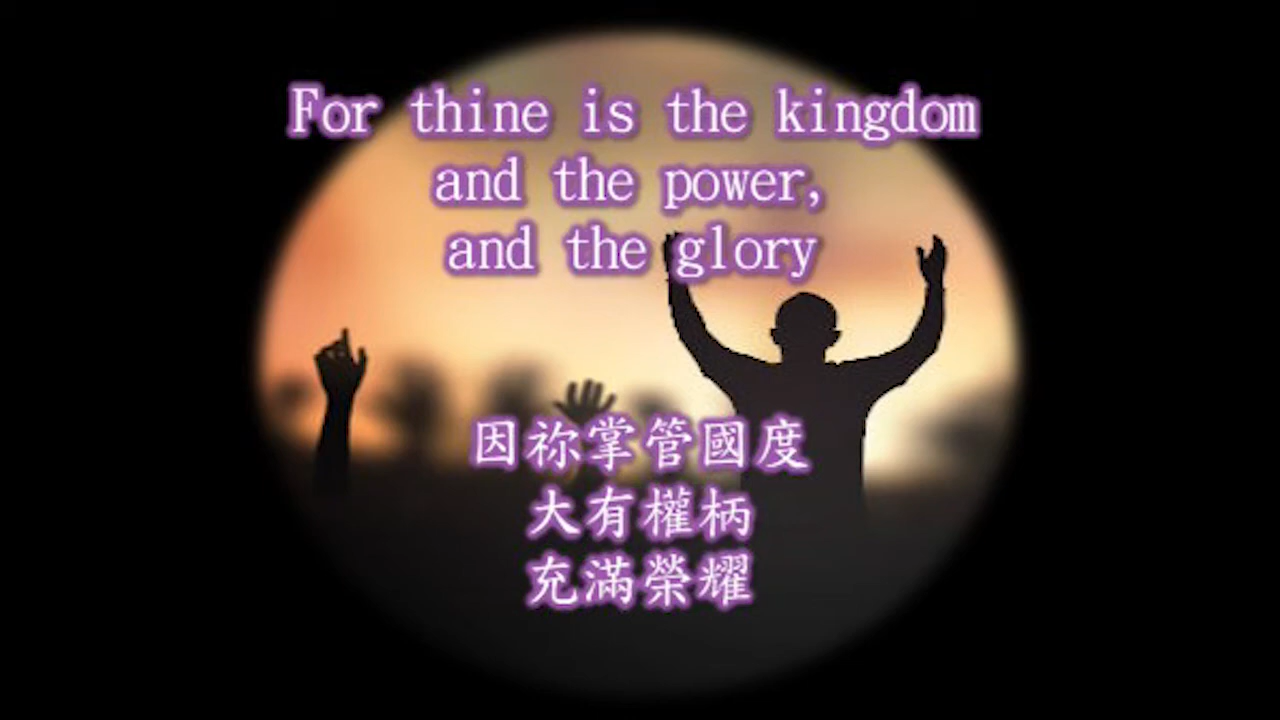 For thine is the kingdom
and the power,
and the glory
因祢掌管國度
大有權柄
充滿榮耀